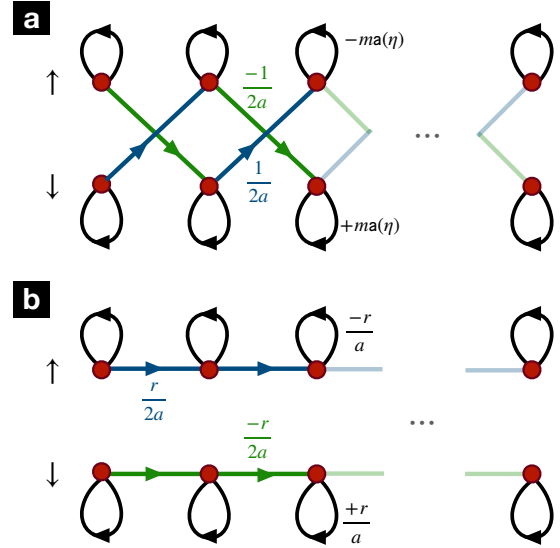 a
−ma(η)
−1/2a
↑
...
↓
1/2a
+ma(η)
b
−r/a
↑
r/2a
−r/2a
...
↓
+r/a